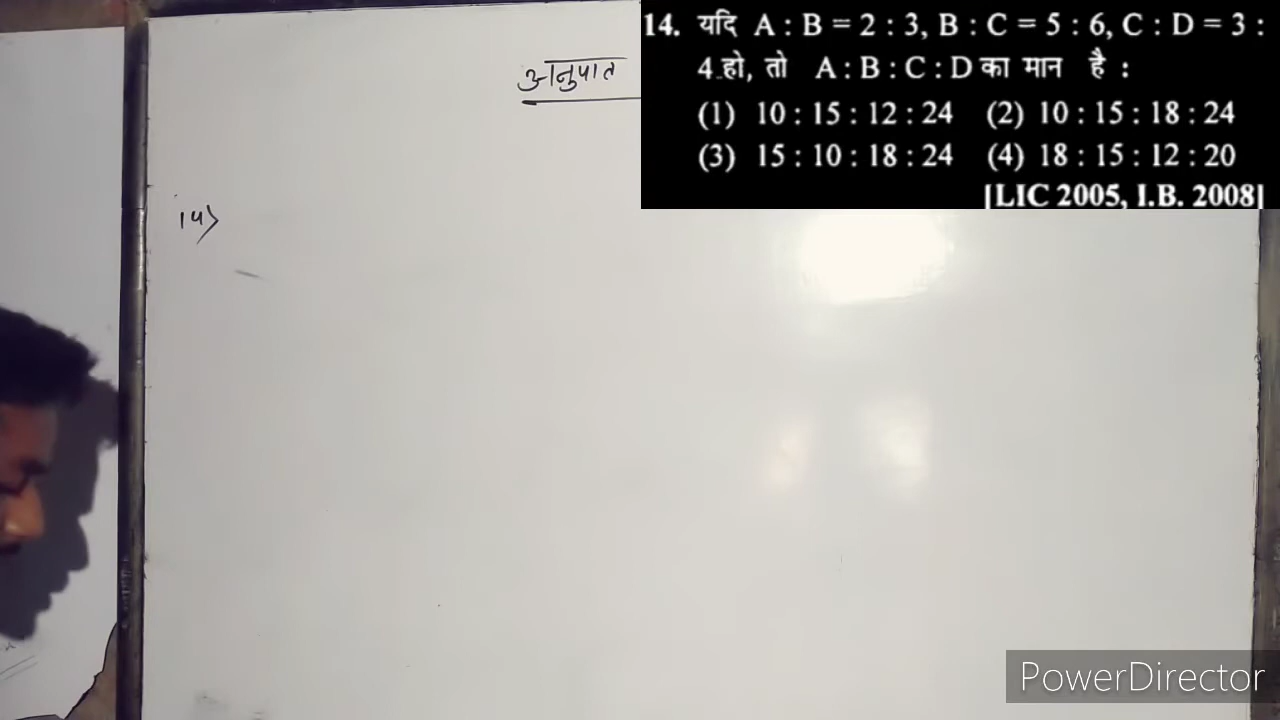 अनुपात
14. यदि A : B = 2 : 3, B : C = 5 : 6, C : D = 3 :
4 हो, तो A : B : C : D का मान है :
(1) 10 : 15 : 12 : 24 (2) 10 : 15 : 18 : 24
(3) 15 : 10 : 18 : 24 (4) 18 : 15 : 12 : 20
[LIC 2005, I.B. 2008]
14)
PowerDirector